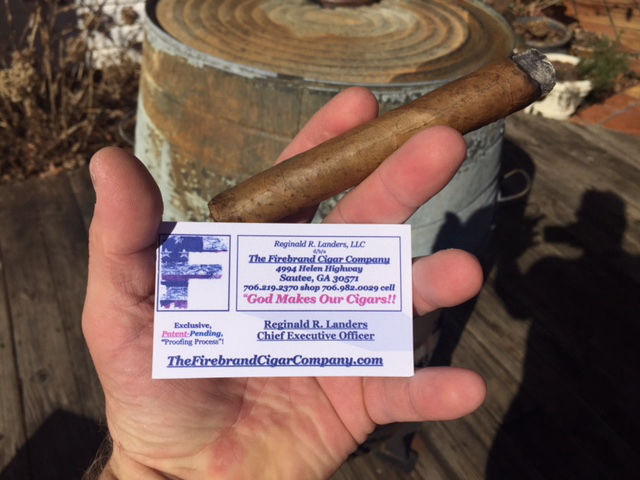 F
Reginald R. Landers, LLC
d/b/a
The Firebrand Cigar Company
4994 Helen Highway
Sautee, GA 30571
706.219.2370 shop 706.982.0029 cell
"God Makes Our Cigars!!
Exclusive,
Patent-Pending,
"Proofing Process"!
Reginald R. Landers
Chief Executive Officer
TheFirebrandCigarCompany.com